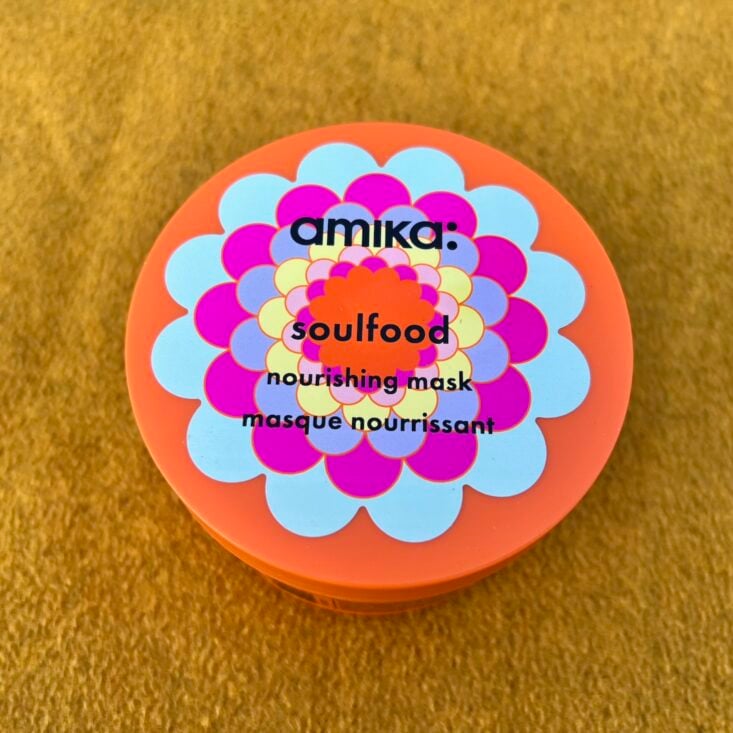 amika:
soulfood
nourishing mask
masque nourrissant